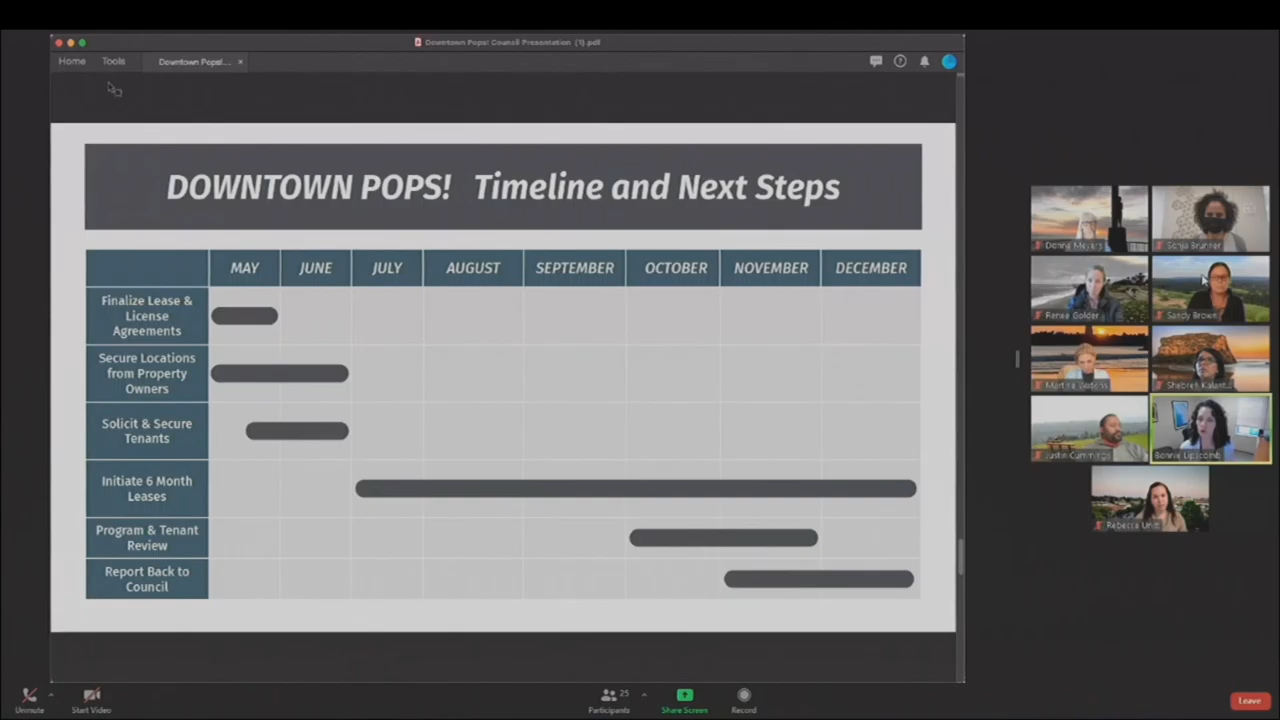 Downtown Pops! Council Presentation (1).pdf
Home Tools Downtown Pops!... ×
DOWNTOWN POPS! Timeline and Next Steps
MAY JUNE JULY AUGUST SEPTEMBER OCTOBER NOVEMBER DECEMBER
Finalize Lease &
License
Agreements
Secure Locations
from Property
Owners
Solicit & Secure
Tenants
Initiate 6 Month
Leases
Program & Tenant
Review
Report Back to
Council
Donna Meyers
Sonja Brunner
Renee Golder
Sandy Brown
Martine Watkins
Shebreh Kalant...
Justin Cummings
Bonnie Lipscomb
Rebecca Unitt
Unmute
Start Video
25
Participants
Share Screen
Record
Leave